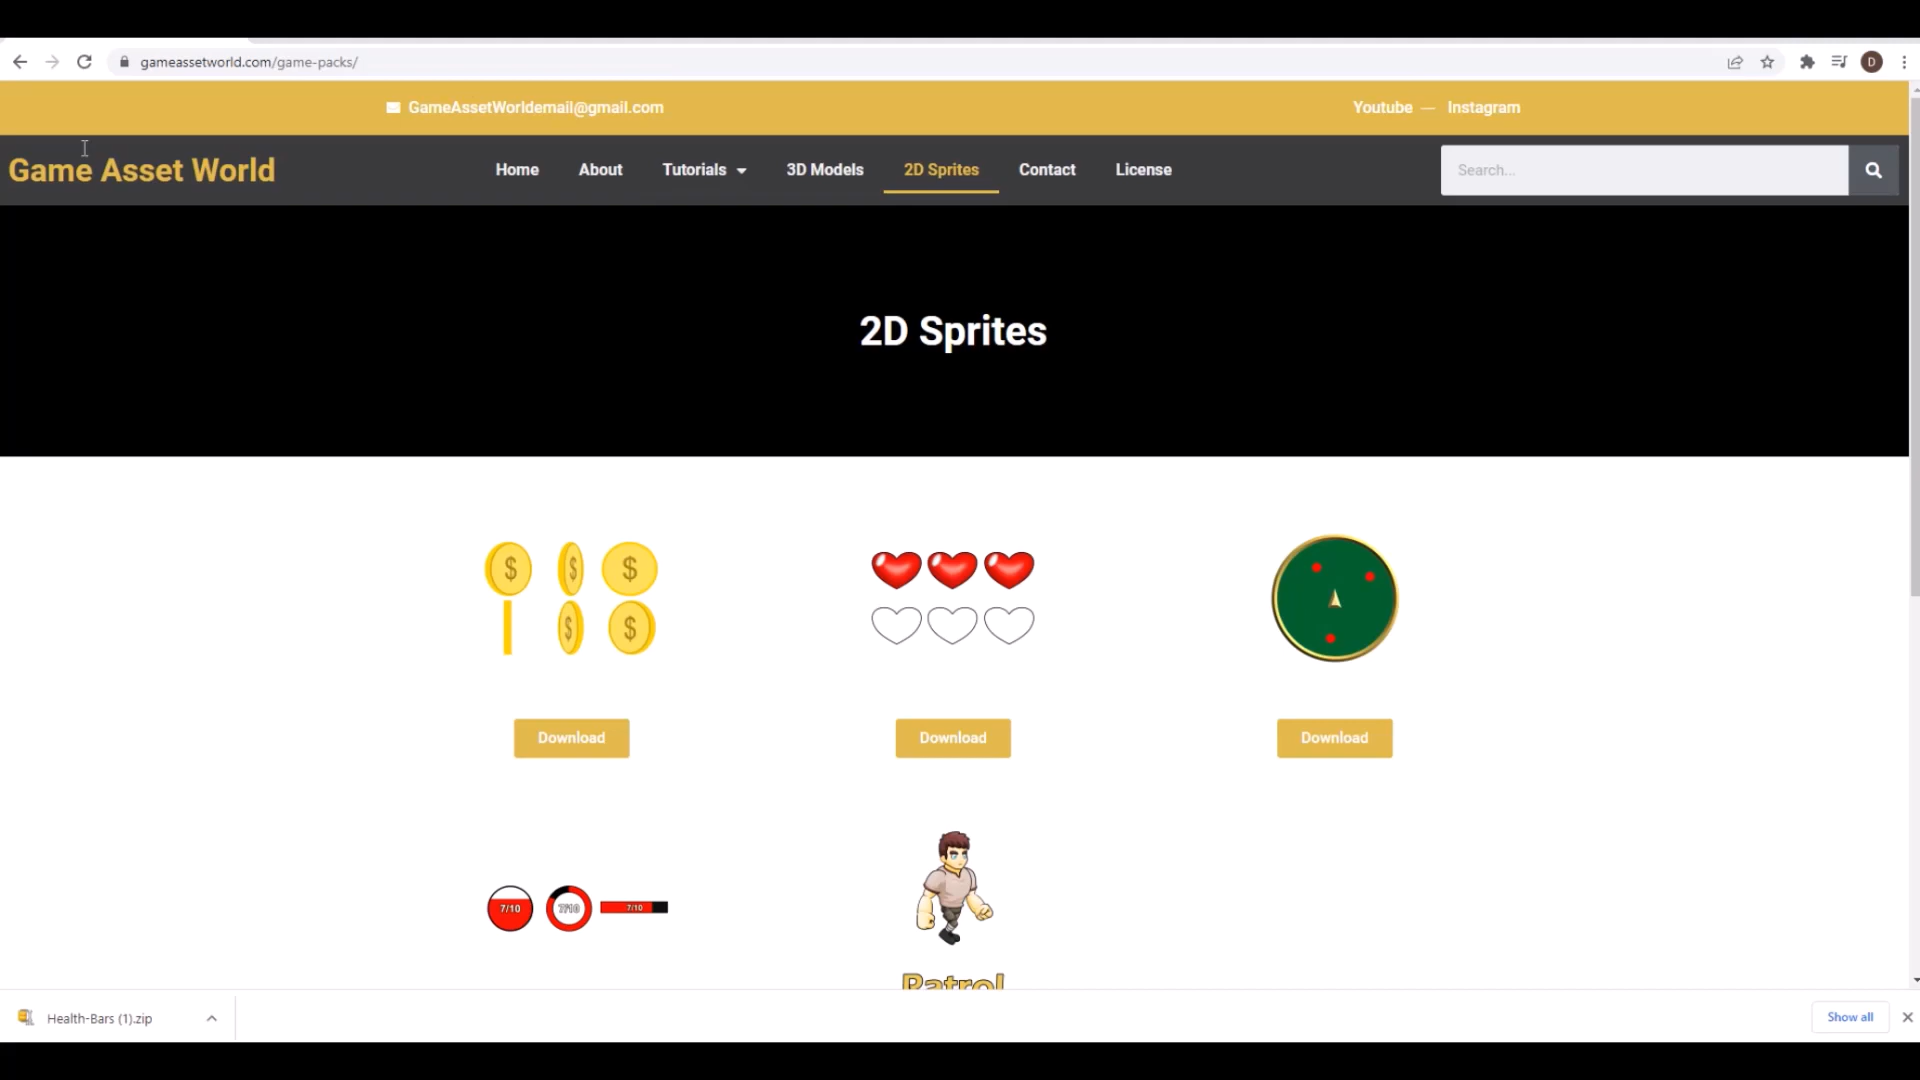 gameassetworld.com/game-packs/
D
GameAssetWorldemail@gmail.com
Youtube — Instagram
Game Asset World
Home
About
Tutorials
3D Models
2D Sprites
Contact
License
Search...
2D Sprites
$ $ $
$ $
Download
Download
Download
7/10
7/10
7/10
Patrol
Health-Bars (1).zip
Show all